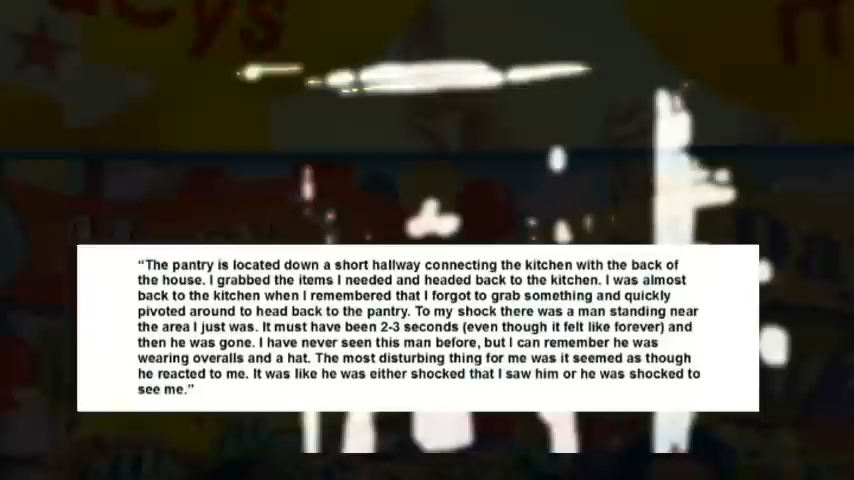 eys
"The pantry is located down a short hallway connecting the kitchen with the back of
the house. I grabbed the items I needed and headed back to the kitchen. I was almost
back to the kitchen when I remembered that I forgot to grab something and quickly
pivoted around to head back to the pantry. To my shock there was a man standing near
the area I just was. It must have been 2-3 seconds (even though it felt like forever) and
then he was gone. I have never seen this man before, but I can remember he was
wearing overalls and a hat. The most disturbing thing for me was it seemed as though
he reacted to me. It was like he was either shocked that I saw him or he was shocked to
see me."